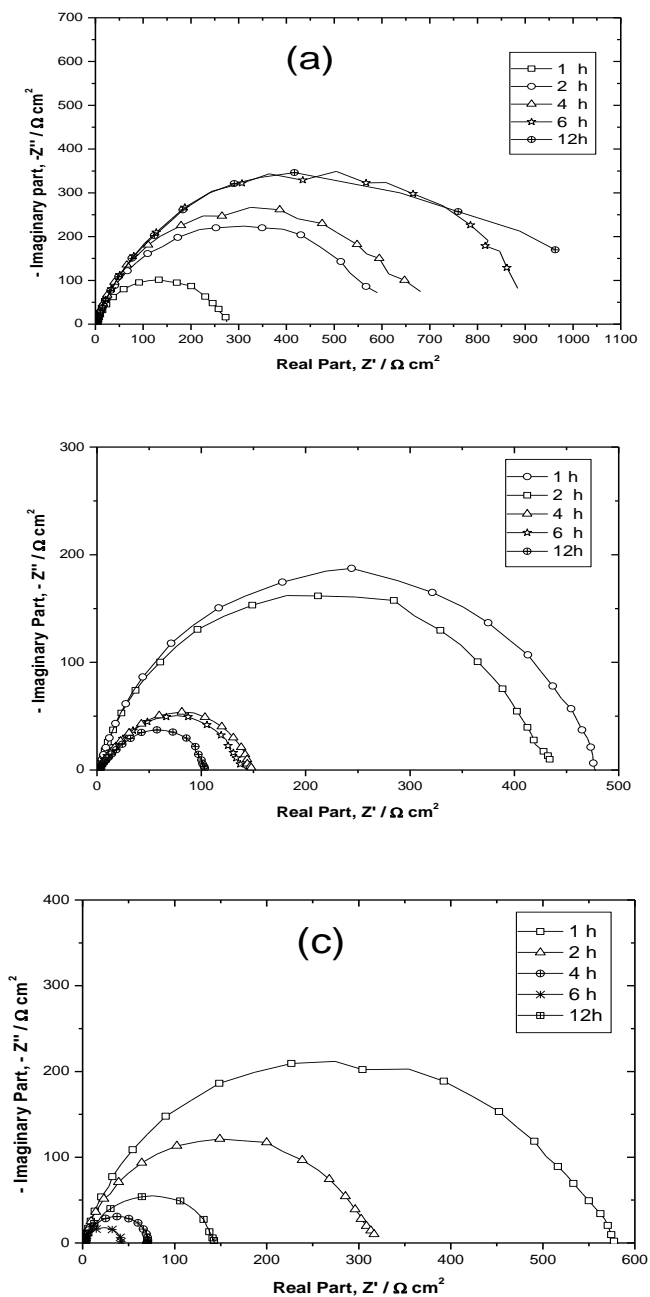 700
600
500
400
300
200
100
0
- Imaginary part, -Z'' / Ω cm²
(a)
1 h
2 h
4 h
6 h
12h
0 100 200 300 400 500 600 700 800 900 1000 1100
Real Part, Z' / Ω cm²
300
200
100
0
- Imaginary Part, - Z'' / Ω cm²
1 h
2 h
4 h
6 h
12h
0 100 200 300 400 500
Real Part, Z' / Ω cm²
400
300
200
100
0
- Imaginary Part, - Z'' / Ω cm²
(c)
1 h
2 h
4 h
6 h
12h
0 100 200 300 400 500 600
Real Part, Z' / Ω cm²